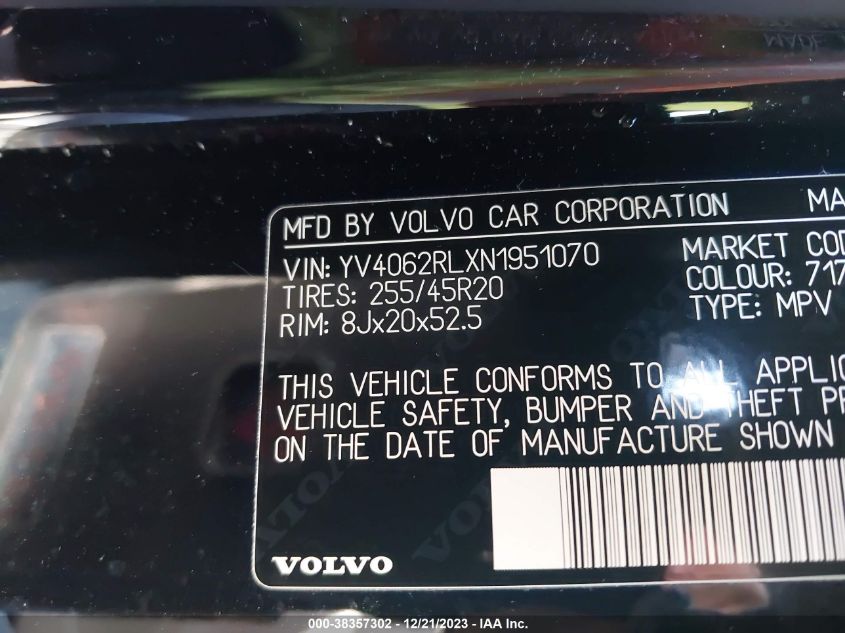 MFD BY VOLVO CAR CORPORATION MA
VIN: YV4062RLXN1951070 MARKET COD
TIRES: 255/45R20 COLOUR: 717
RIM: 8Jx20x52.5 TYPE: MPV
THIS VEHICLE CONFORMS TO ALL APPLIC
VEHICLE SAFETY, BUMPER AND THEFT PR
ON THE DATE OF MANUFACTURE SHOWN
VOLVO
000-38357302 - 12/21/2023 - IAA Inc.